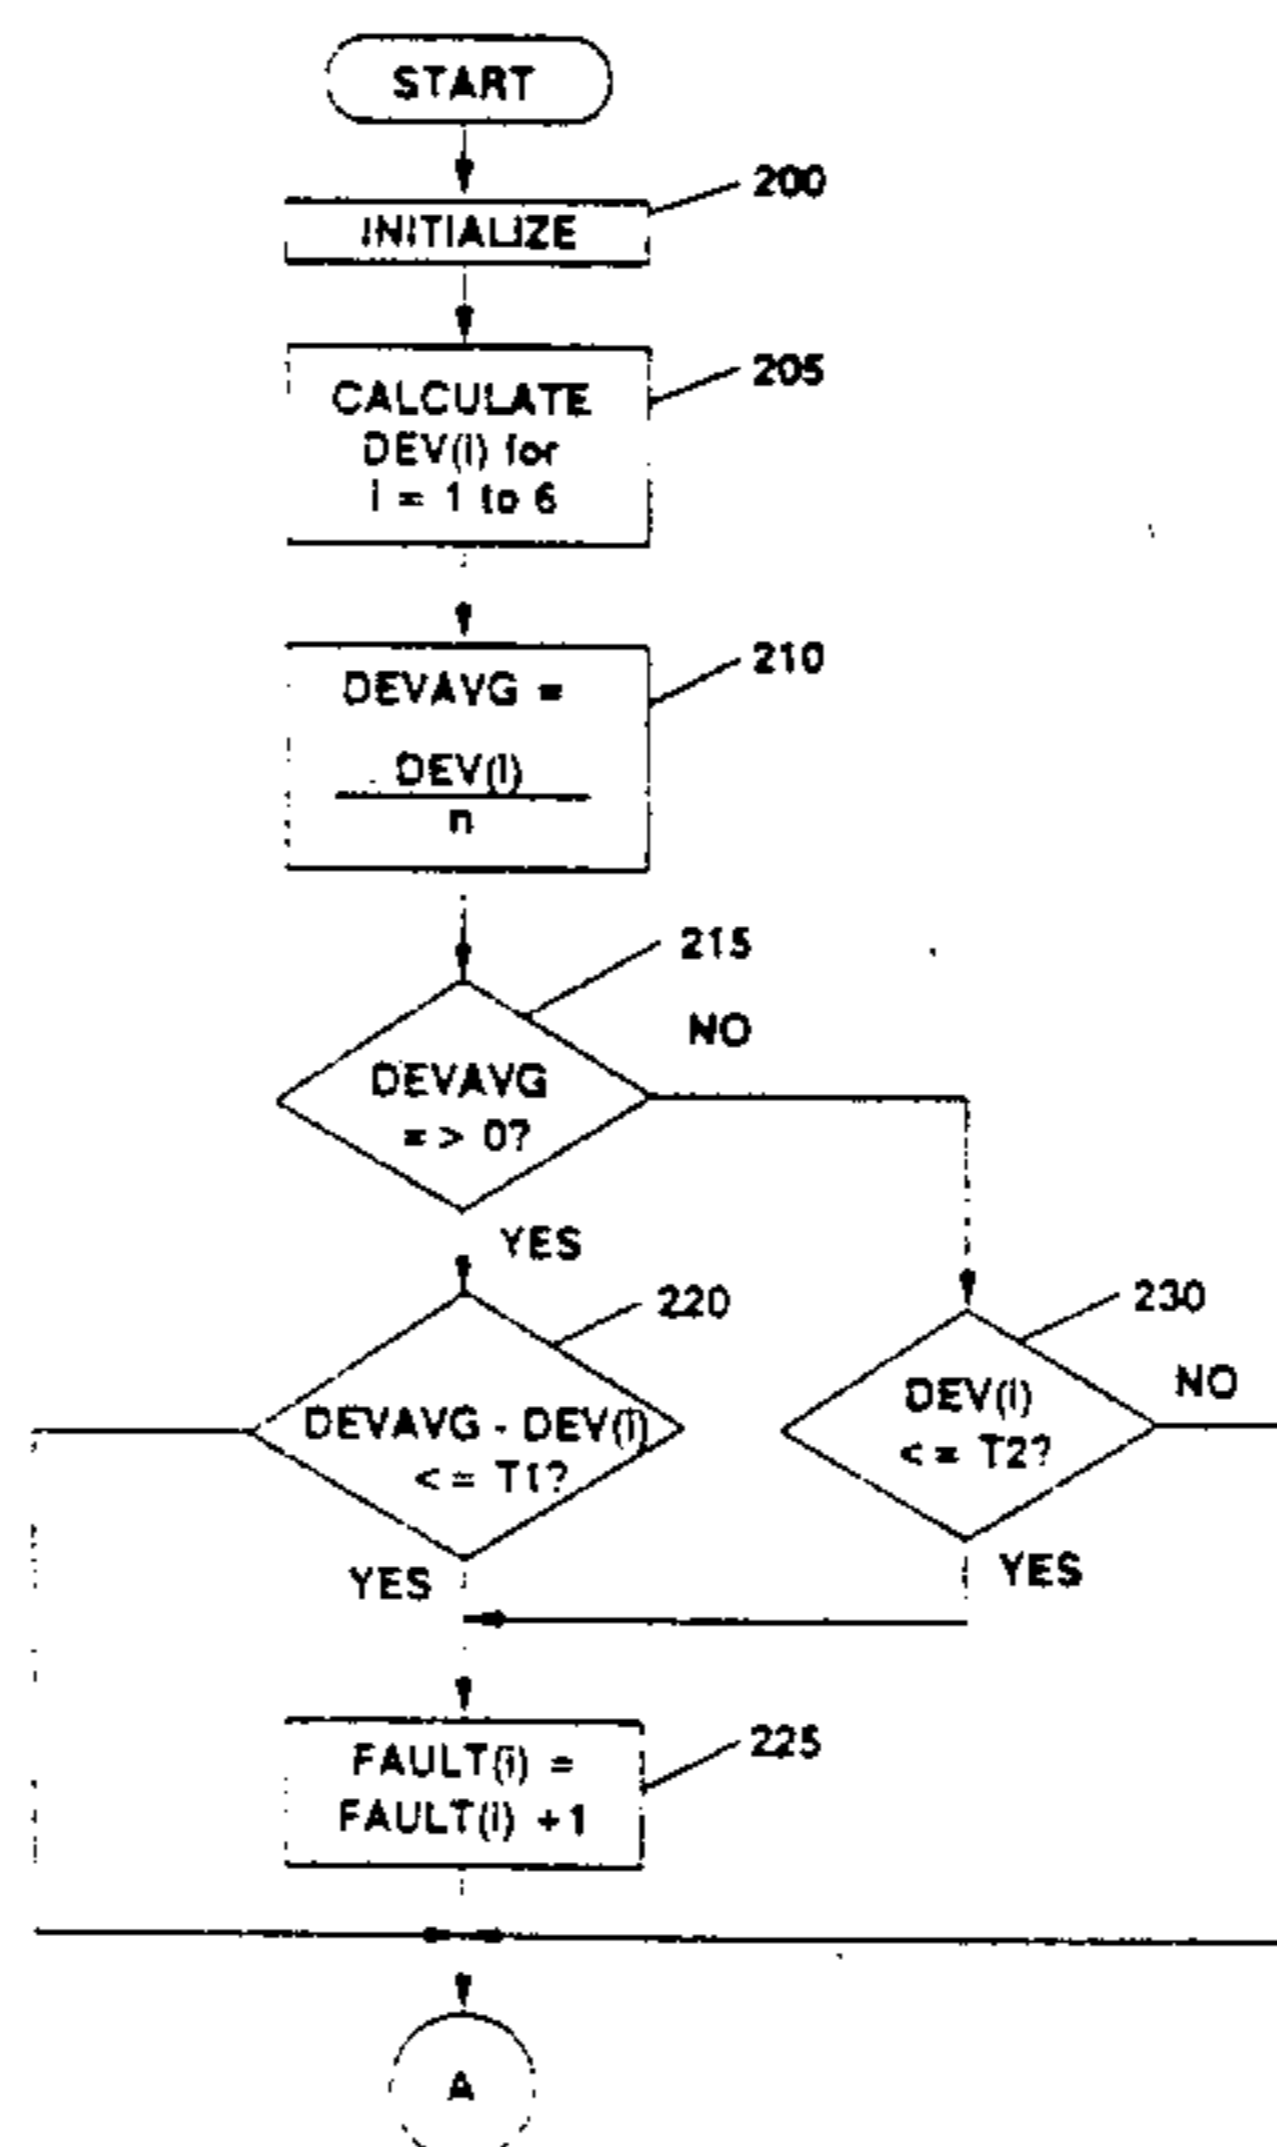 START
200
INITIALIZE
205
CALCULATE
DEV(i) for
i = 1 to 6
210
DEVAVG =
DEV(i)
n
215
NO
DEVAVG
= > 0?
YES
220
230
DEVAVG - DEV(i)
< = T1?
DEV(i)
< = T2?
NO
YES
YES
225
FAULT(i) =
FAULT(i) +1
A